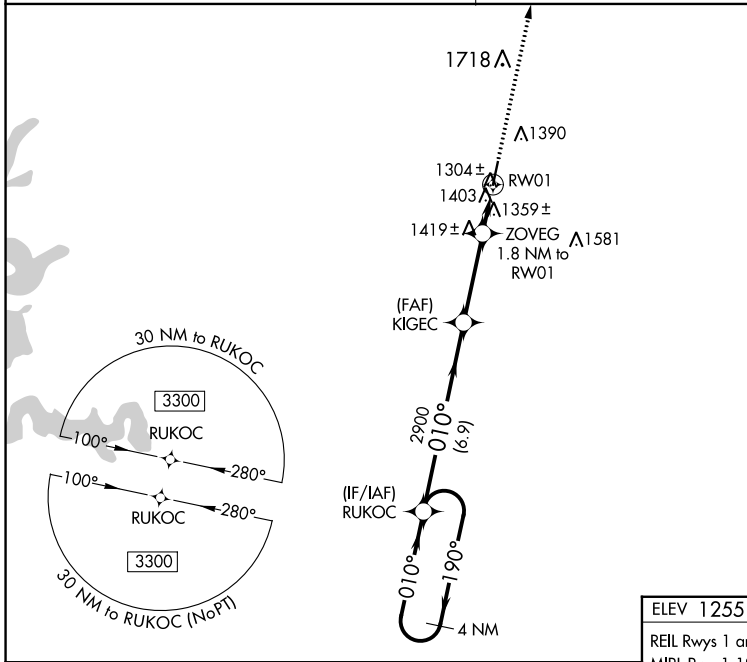 1718
1390
1304 ±
RW01
1403
1359 ±
1419 ±
ZOVEG
1.8 NM to
RW01
1581
(FAF)
KIGEC
30 NM to RUKOC
3300
RUKOC
100°
280°
100°
280°
RUKOC
3300
30 NM to RUKOC (NoPT)
2900
010°
(6.9)
(IF/IAF)
RUKOC
010°
190°
4 NM
ELEV 1255
REIL Rwys 1 a